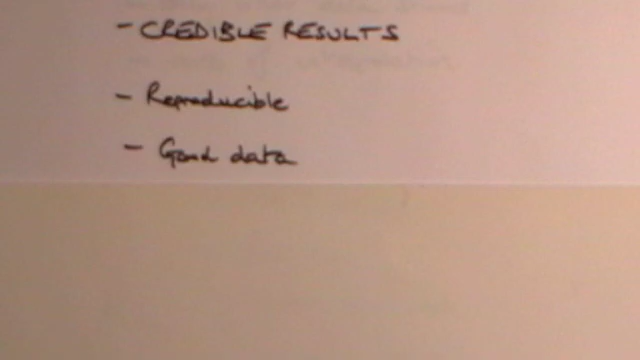 - CREDIBLE RESULTS
- Reproducible
- Good data